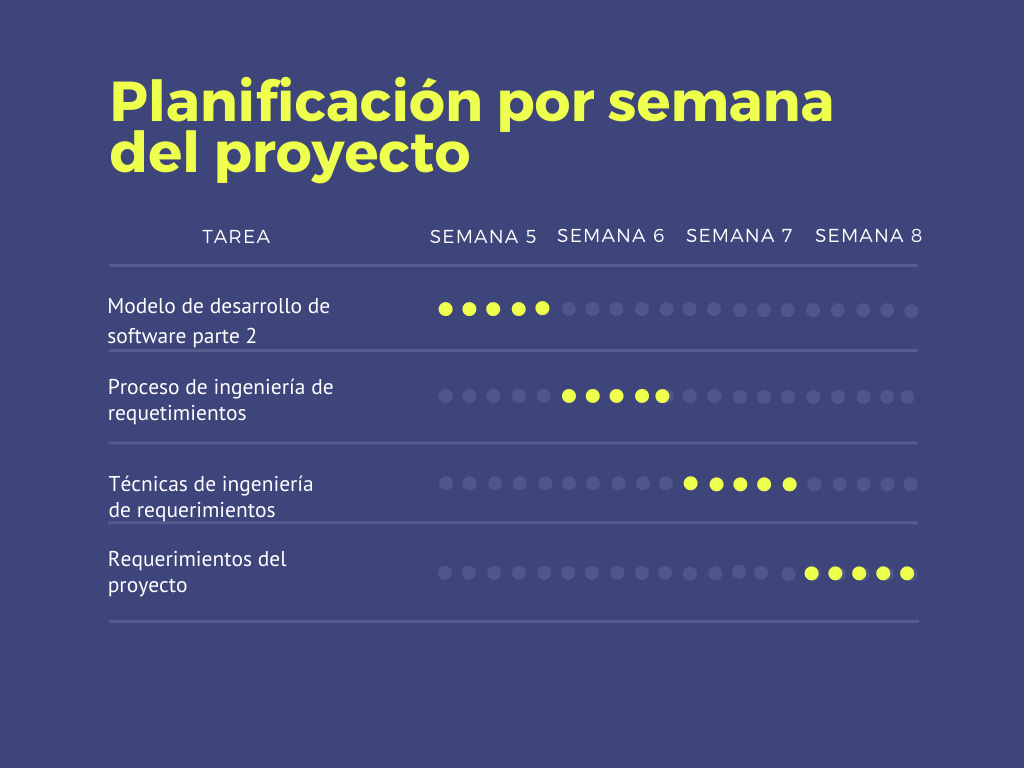 Planificación por semana
del proyecto
TAREA SEMANA 5 SEMANA 6 SEMANA 7 SEMANA 8
Modelo de desarrollo de
software parte 2
Proceso de ingeniería de
requetimientos
Técnicas de ingeniería
de requerimientos
Requerimientos del
proyecto